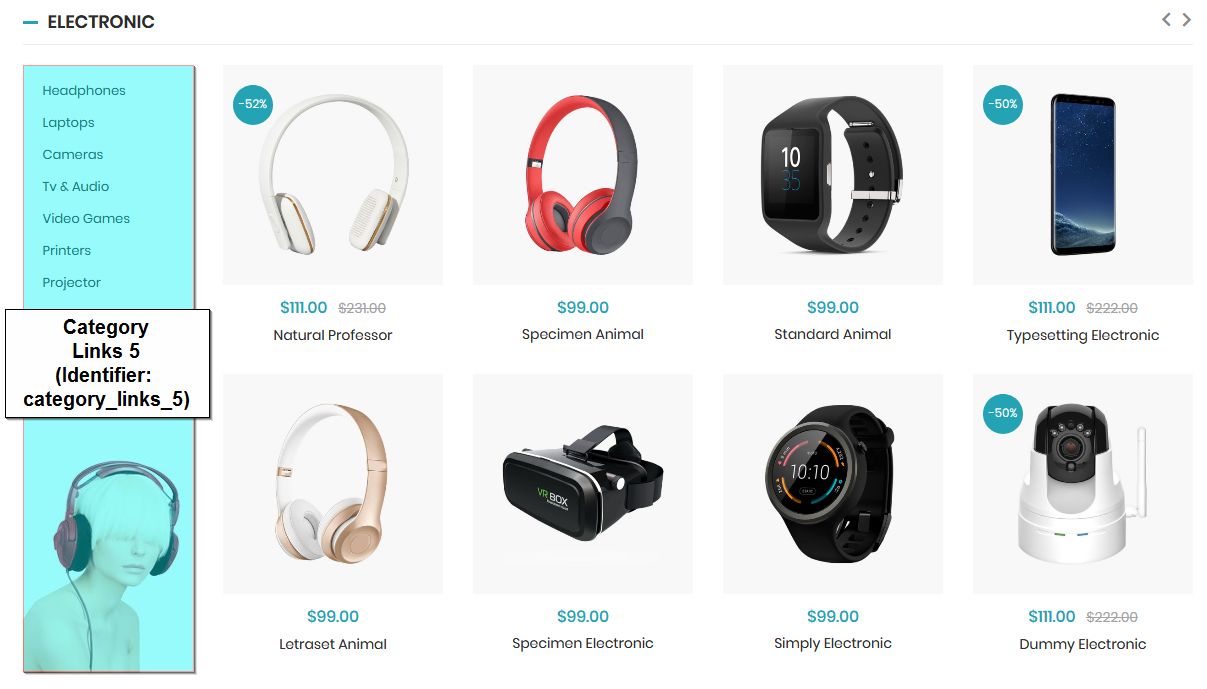 ELECTRONIC
Headphones
Laptops
Cameras
Tv & Audio
Video Games
Printers
Projector
Category
Links 5
(Identifier:
category_links_5)
-52%
$111.00 $231.00
Natural Professor
$99.00
Specimen Animal
10
35
$99.00
Standard Animal
-50%
$111.00 $222.00
Typesetting Electronic
$99.00
Letraset Animal
VR BOX
$99.00
Specimen Electronic
10:10
START
$99.00
Simply Electronic
-50%
$111.00 $222.00
Dummy Electronic